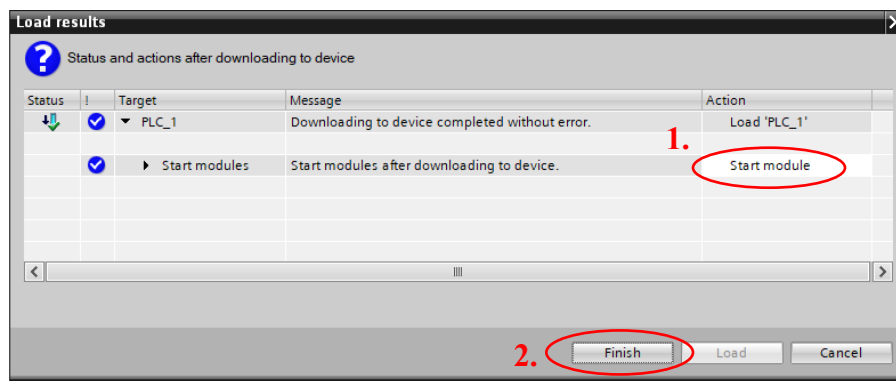 Load results
Status and actions after downloading to device
Status ! Target Message Action
PLC_1 Downloading to device completed without error. Load 'PLC_1'
1.
Start modules Start modules after downloading to device. Start module
2. Finish Load Cancel